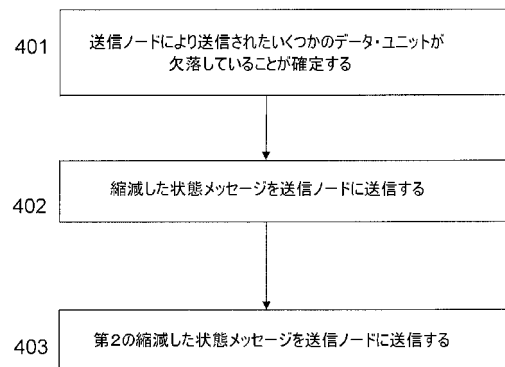 401
送信ノードにより送信されたいくつかのデータ・ユニットが
欠落していることが確定する
402
縮減した状態メッセージを送信ノードに送信する
403
第2の縮減した状態メッセージを送信ノードに送信する